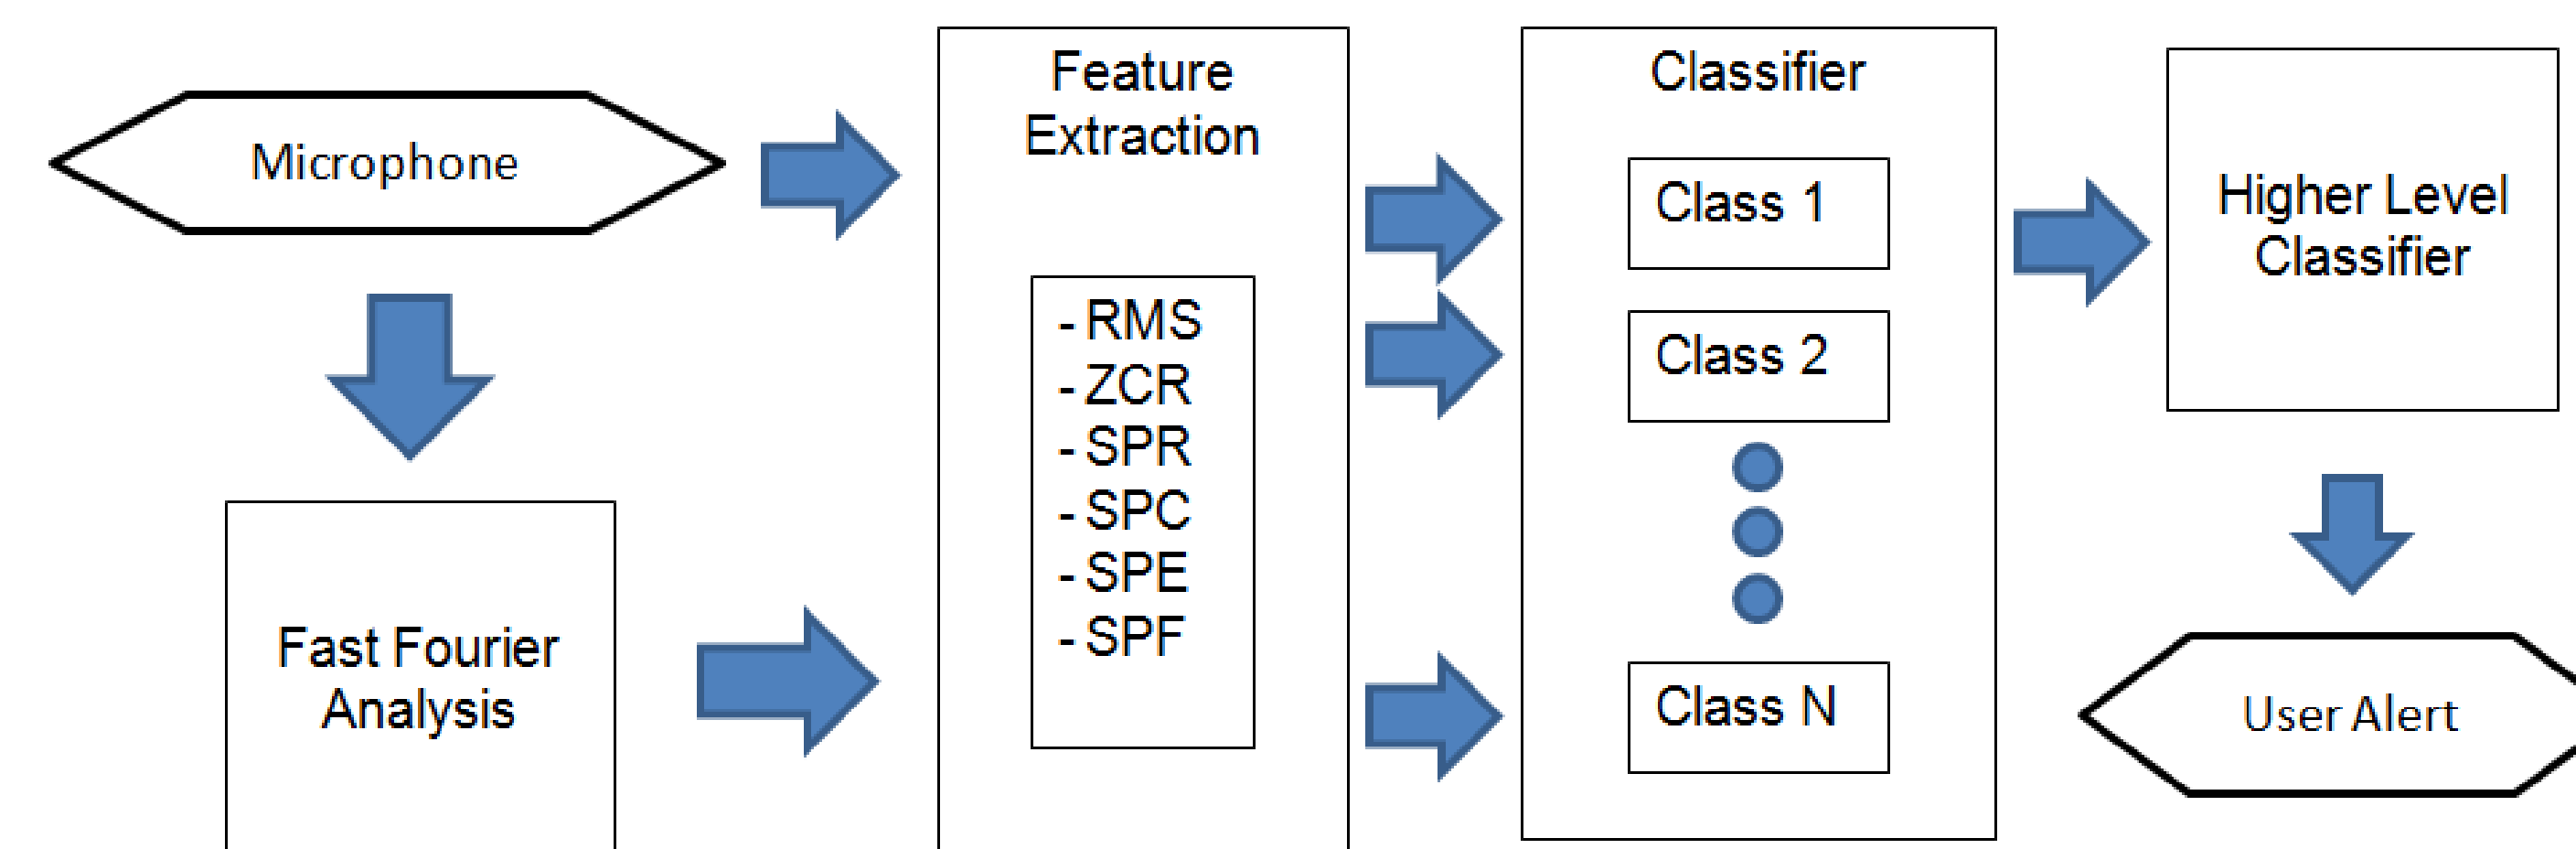 Microphone
Fast Fourier
Analysis
Feature
Extraction
- RMS
- ZCR
- SPR
- SPC
- SPE
- SPF
Classifier
Class 1
Class 2
Class N
Higher Level
Classifier
User Alert